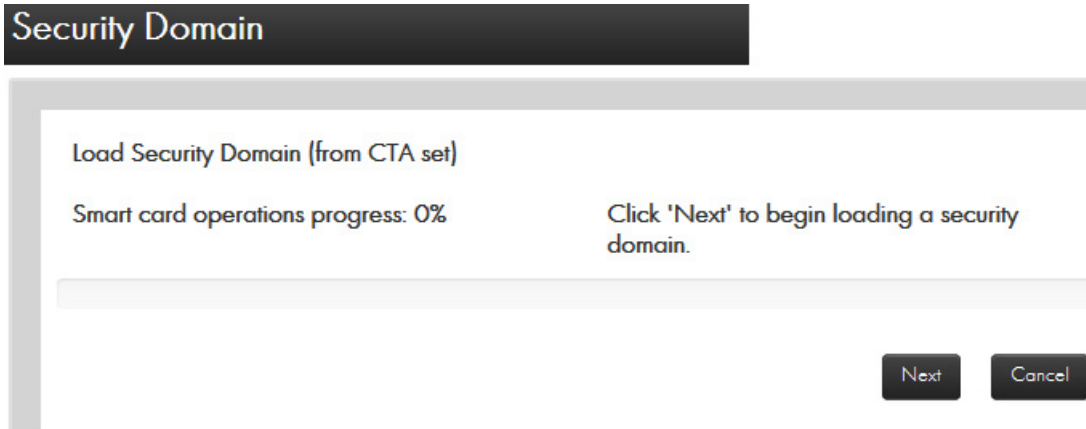 Security Domain
Load Security Domain (from CTA set)
Smart card operations progress: 0%
Click 'Next' to begin loading a security
domain.
Next
Cancel